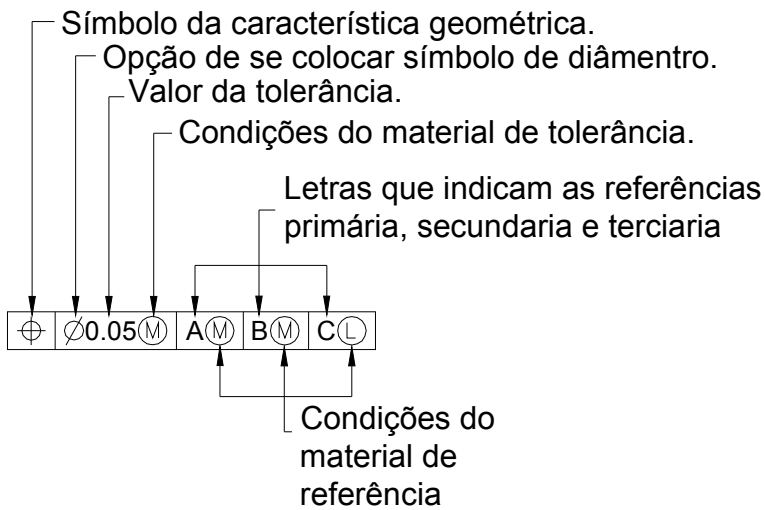 Símbolo da característica geométrica.
Opção de se colocar símbolo de diâmentro.
Valor da tolerância.
Condições do material de tolerância.
Letras que indicam as referências
primária, secundaria e terciaria
⌖ ∅0.05Ⓜ AⓂ BⓂ CⓁ
Condições do
material de
referência